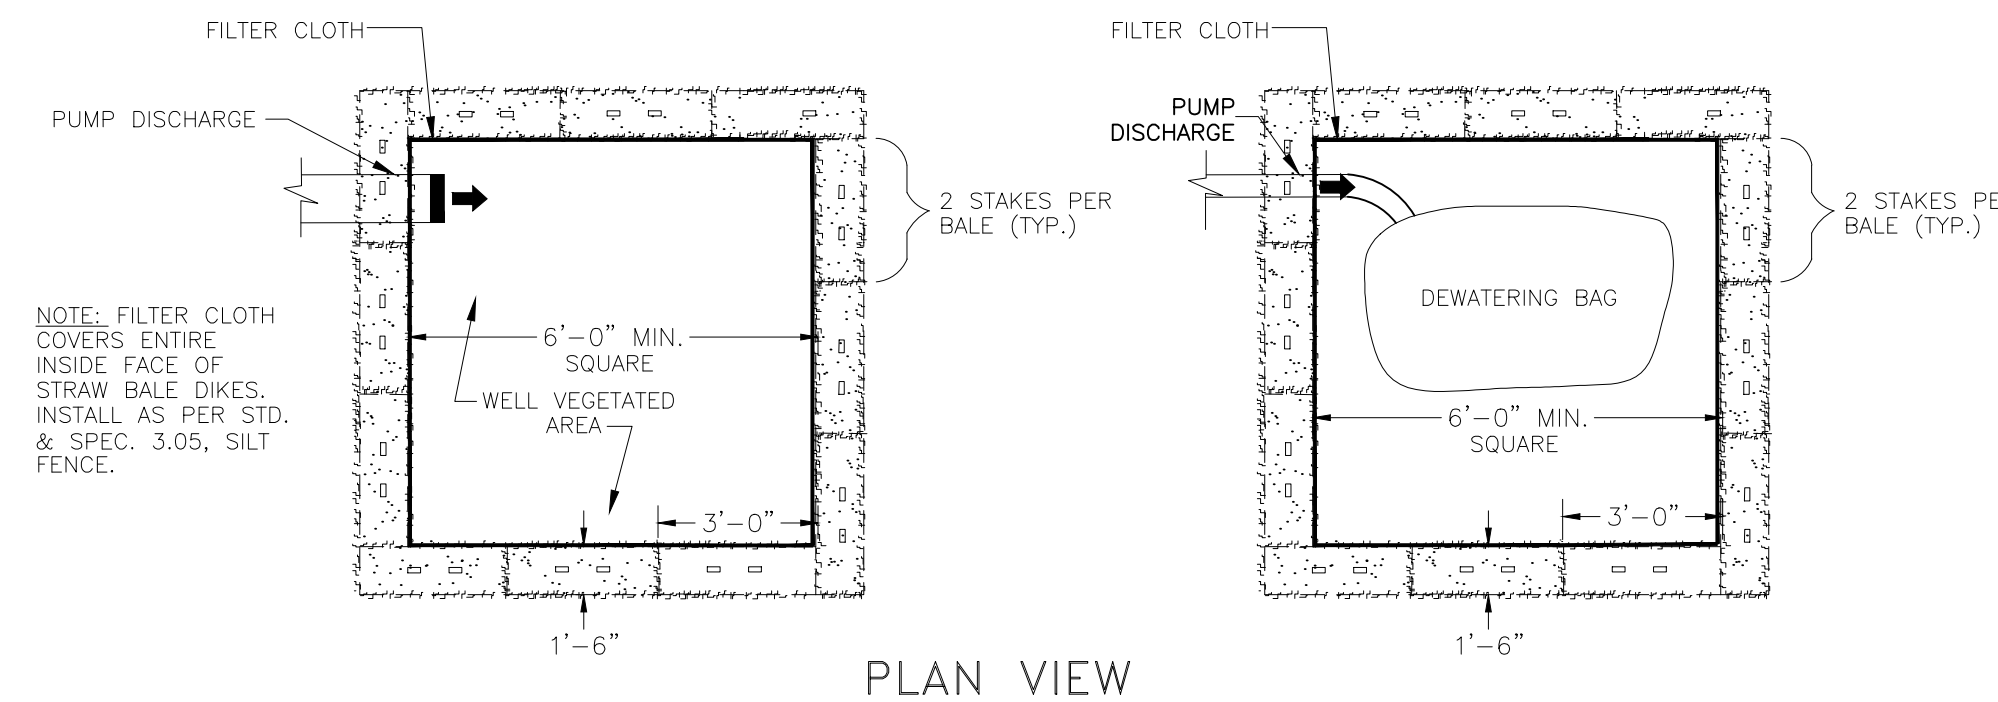 FILTER CLOTH
PUMP DISCHARGE
2 STAKES PER
BALE (TYP.)
NOTE: FILTER CLOTH
COVERS ENTIRE
INSIDE FACE OF
STRAW BALE DIKES.
INSTALL AS PER STD.
& SPEC. 3.05, SILT
FENCE.
6'-0" MIN.
SQUARE
WELL VEGETATED
AREA
3'-0"
1'-6"
FILTER CLOTH
PUMP
DISCHARGE
2 STAKES PE
BALE (TYP.)
DEWATERING BAG
6'-0" MIN.
SQUARE
3'-0"
1'-6"
PLAN VIEW